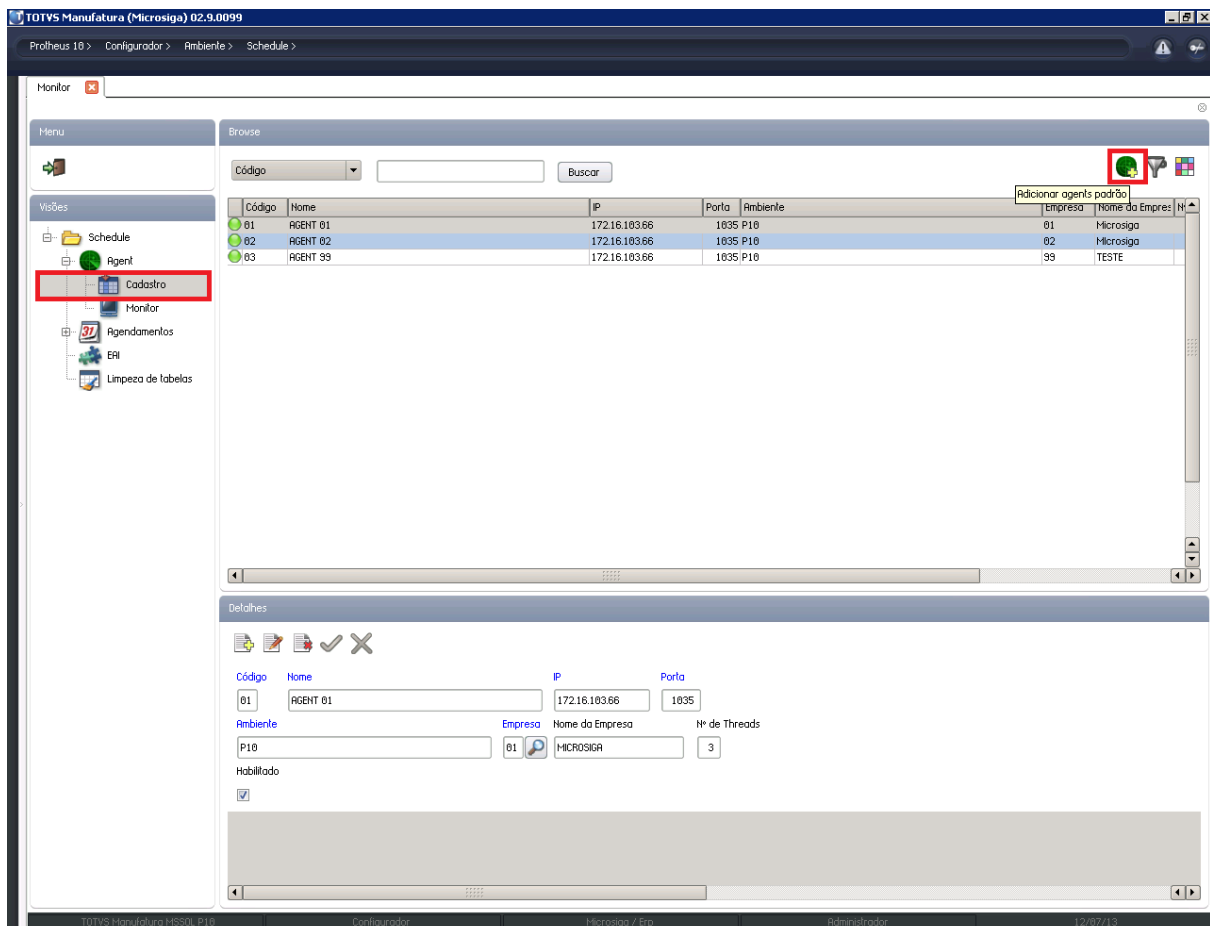 TOTVS Manufatura (Microsiga) 02.9.0099
Protheus 10 > Configurador > Ambiente > Schedule >
Monitor
Menu
Browse
Código
Buscar
Adicionar agents padrão
Visões
Código Nome IP Porta Ambiente Empresa Nome da Empres
01 AGENT 01 172.16.103.66 1035 P10 01 Microsiga
02 AGENT 02 172.16.103.66 1035 P10 02 Microsiga
03 AGENT 99 172.16.103.66 1035 P10 99 TESTE
Schedule
Agent
Cadastro
Monitor
31 Agendamentos
EAI
Limpeza de tabelas
Detalhes
Código Nome IP Porta
01 AGENT 01 172.16.103.66 1035
Ambiente Empresa Nome da Empresa Nº de Threads
P10 01 MICROSIGA 3
Habilitado
TOTVS Manufatura MSSQL P10 Configurador Microsiga / Erp Administrador 12/07/13